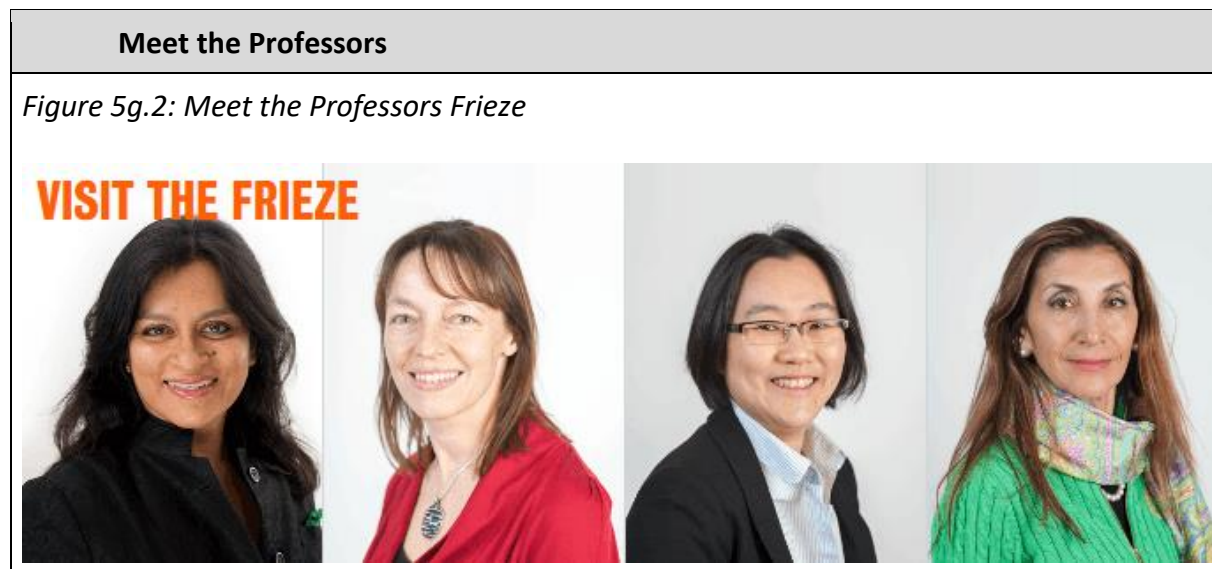 Meet the Professors
Figure 5g.2: Meet the Professors Frieze
VISIT THE FRIEZE